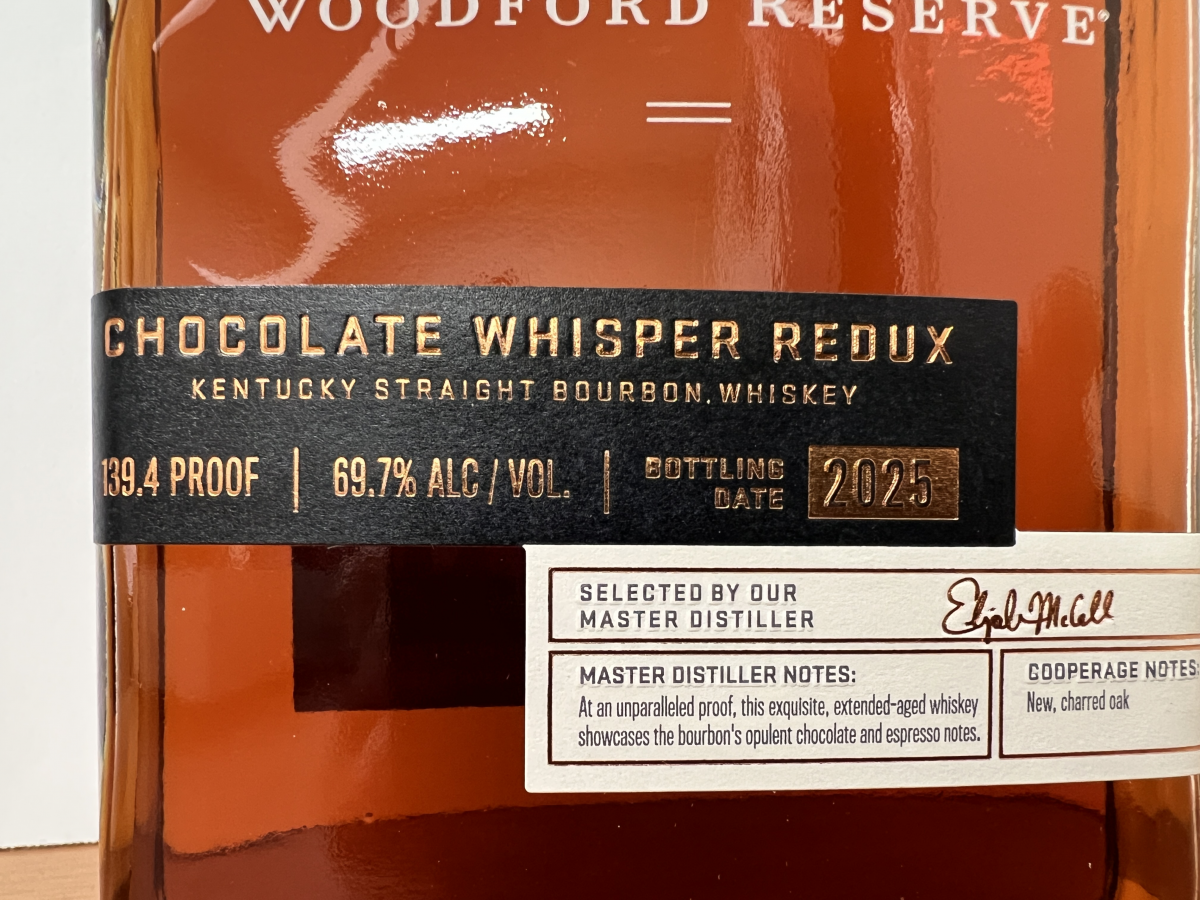 WOODFORD RESERVE®
CHOCOLATE WHISPER REDUX
KENTUCKY STRAIGHT BOURBON WHISKEY
139.4 PROOF | 69.7% ALC / VOL. | BOTTLING DATE 2025
SELECTED BY OUR
MASTER DISTILLER
Elijah McCall
MASTER DISTILLER NOTES:
At an unparalleled proof, this exquisite, extended-aged whiskey
showcases the bourbon's opulent chocolate and espresso notes.
COOPERAGE NOTES:
New, charred oak